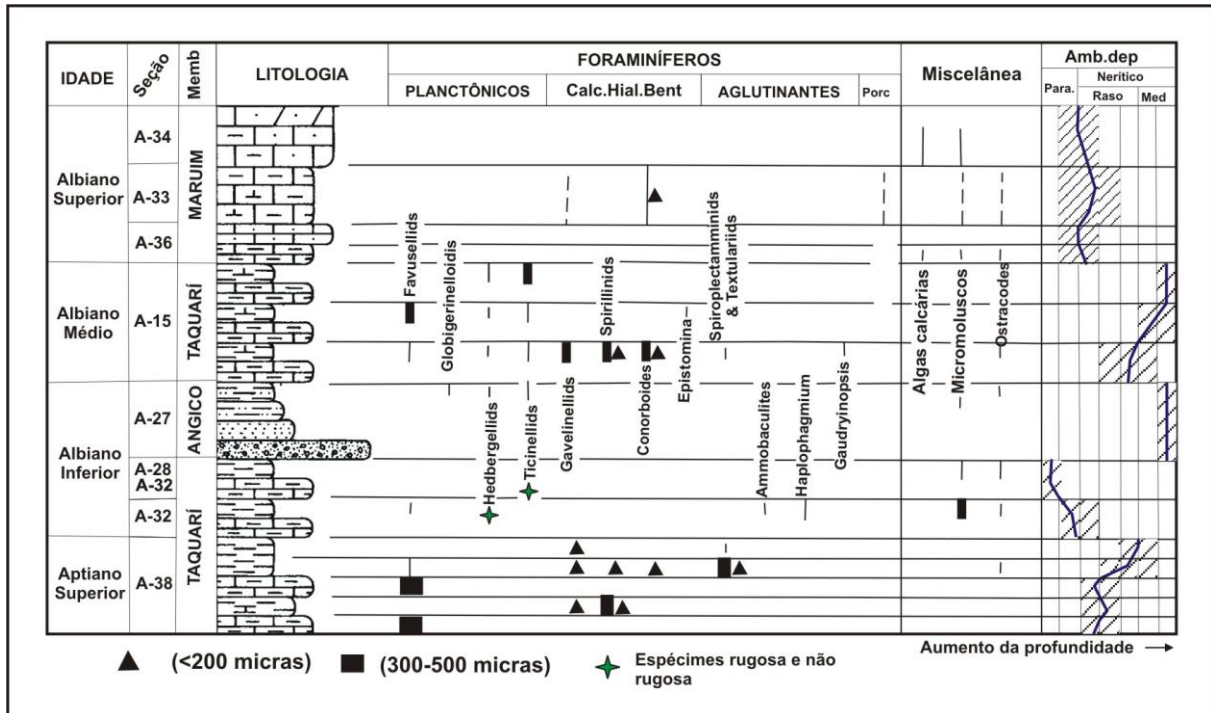 IDADE
Seção
Memb
LITOLOGIA
FORAMINÍFEROS
PLANCTÔNICOS
Calc.Hial.Bent
AGLUTINANTES
Porc
Miscelânea
Amb.dep
Para.
Nerítico
Raso
Med
Albiano
Superior
A-34
A-33
A-36
MARUIM
Albiano
Médio
A-15
TAQUARÍ
Albiano
Inferior
A-27
ANGICO
A-28
A-32
A-32
TAQUARÍ
Aptiano
Superior
A-38
Favusellids
Globigerinelloidis
Hedbergellids
Ticinellids
Gavelinellids
Spirillinids
Conorboides
Epistomina
Spiroplectamminids
& Textulariids
Ammobaculites
Haplophagmium
Gaudryinopsis
Algas calcárias
Micromoluscos
Ostracodes
(<200 micras)
(300-500 micras)
Espécimes rugosa e não
rugosa
Aumento da profundidade